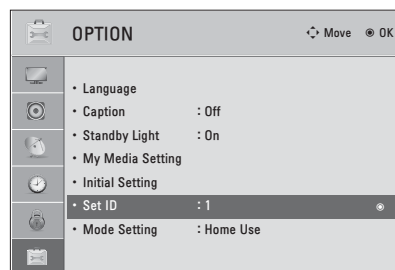 OPTION Move OK
• Language
• Caption : Off
• Standby Light : On
• My Media Setting
• Initial Setting
• Set ID : 1
• Mode Setting : Home Use